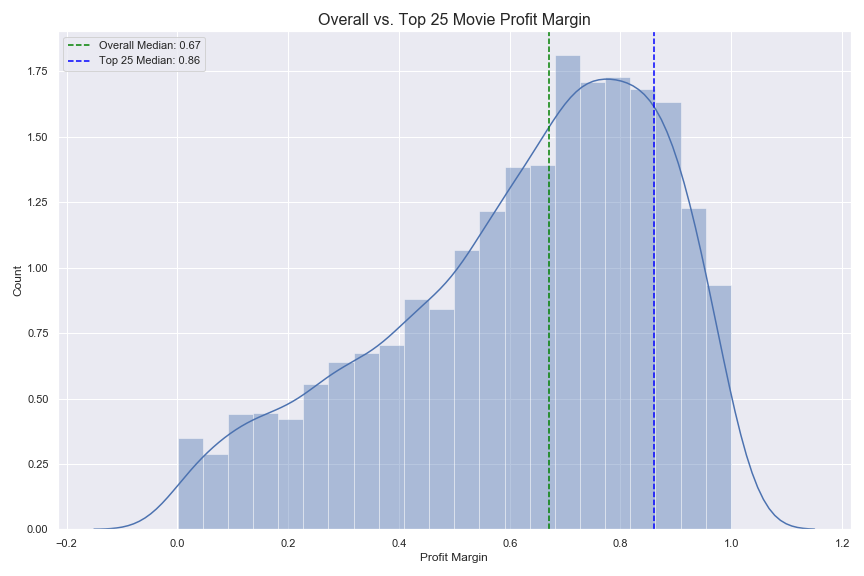 Overall vs. Top 25 Movie Profit Margin
Overall Median: 0.67
Top 25 Median: 0.86
Count
1.75
1.50
1.25
1.00
0.75
0.50
0.25
0.00
−0.2 0.0 0.2 0.4 0.6 0.8 1.0 1.2
Profit Margin